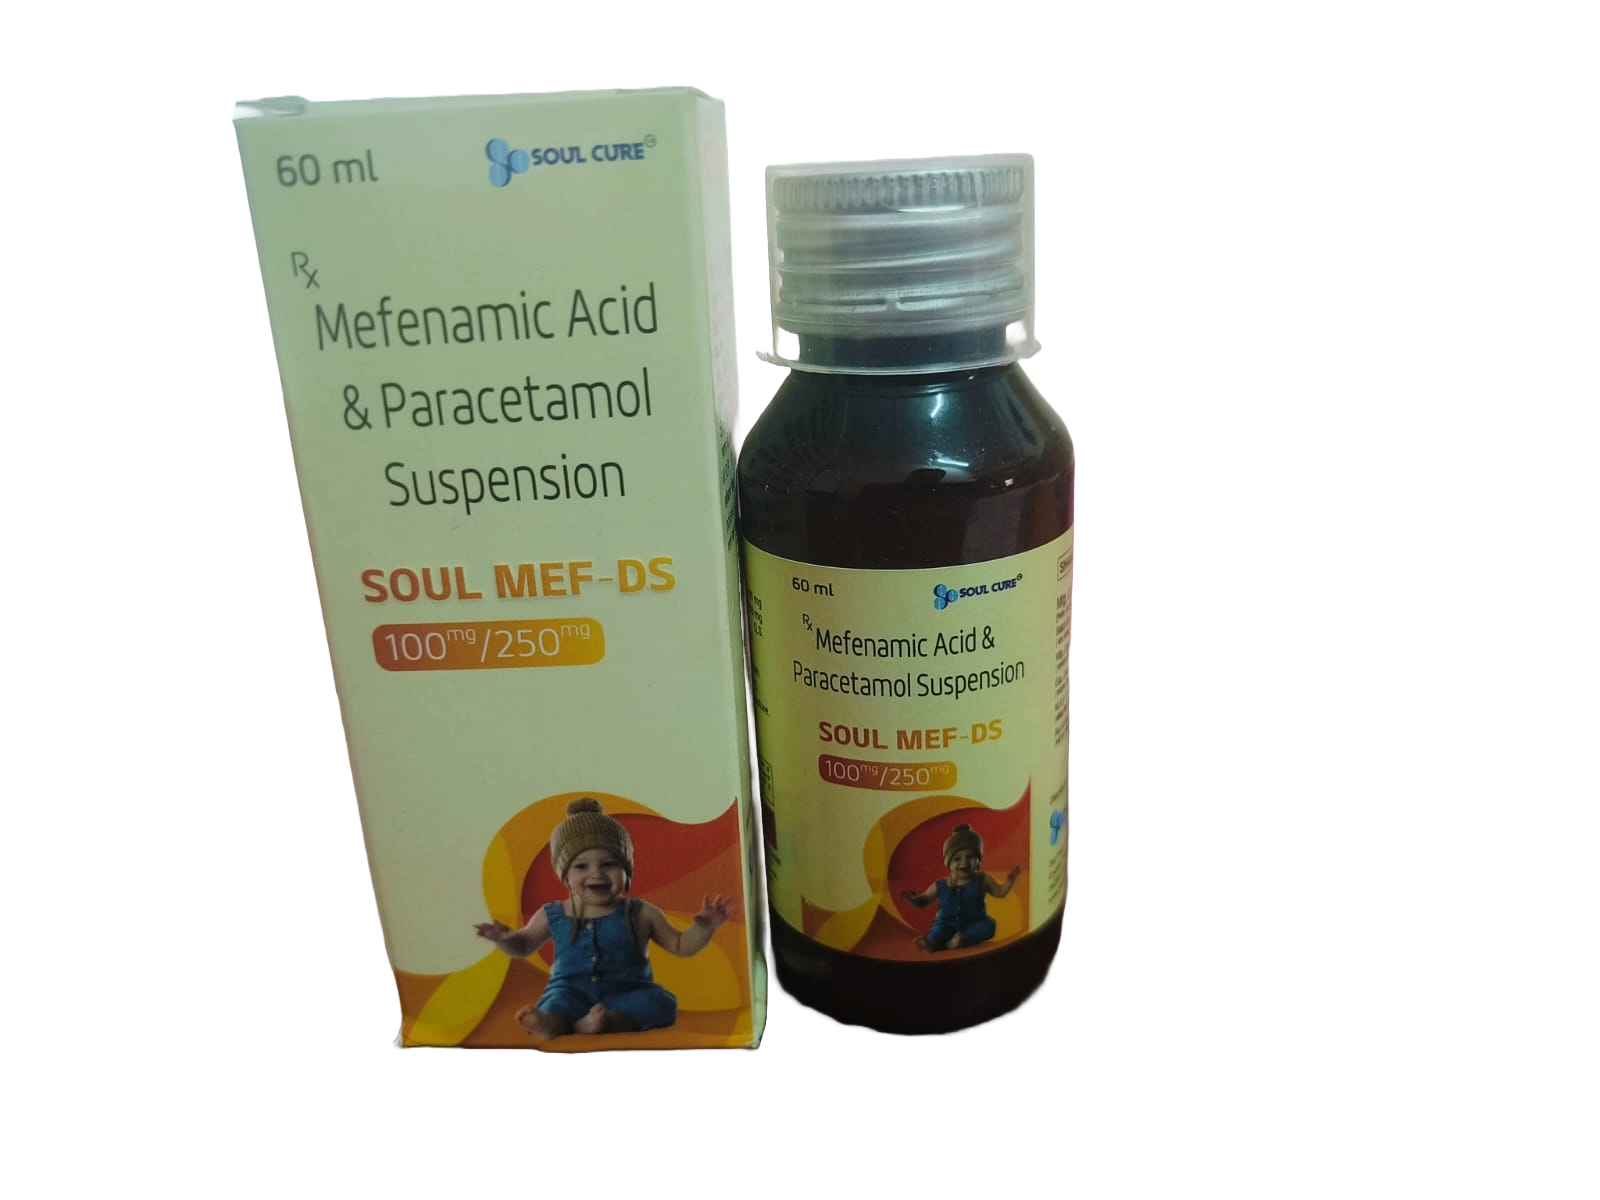 60 ml
SOUL CURE
Rx
Mefenamic Acid
& Paracetamol
Suspension
SOUL MEF-DS
100mg/250mg
60 ml
SOUL CURE
Rx
Mefenamic Acid &
Paracetamol Suspension
SOUL MEF-DS
100mg/250mg